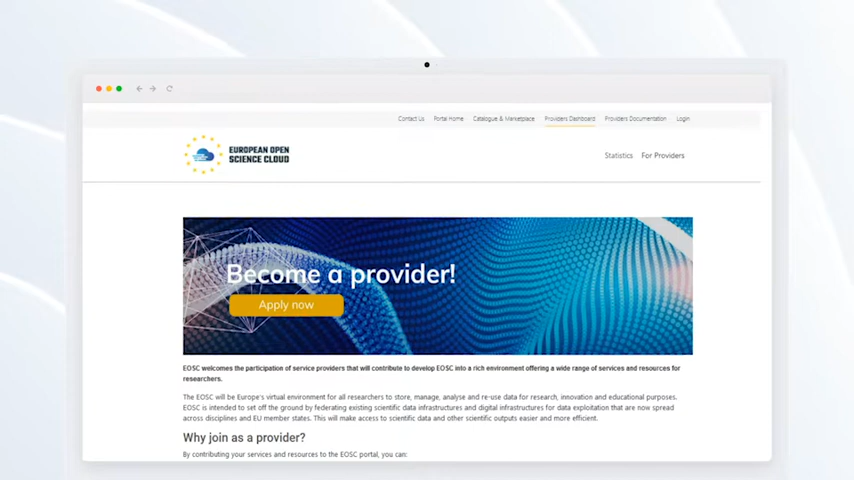 Contact Us Portal Home Catalogue & Marketplace Providers Dashboard Providers Documentation Login
EUROPEAN OPEN
SCIENCE CLOUD
Statistics For Providers
Become a provider!
Apply now
EOSC welcomes the participation of service providers that will contribute to develop EOSC into a rich environment offering a wide range of services and resources for
researchers.
The EOSC will be Europe's virtual environment for all researchers to store, manage, analyse and re-use data for research, innovation and educational purposes.
EOSC is intended to set off the ground by federating existing scientific data infrastructures and digital infrastructures for data exploitation that are now spread
across disciplines and EU member states. This will make access to scientific data and other scientific outputs easier and more efficient.
Why join as a provider?
By contributing your services and resources to the EOSC portal, you can: